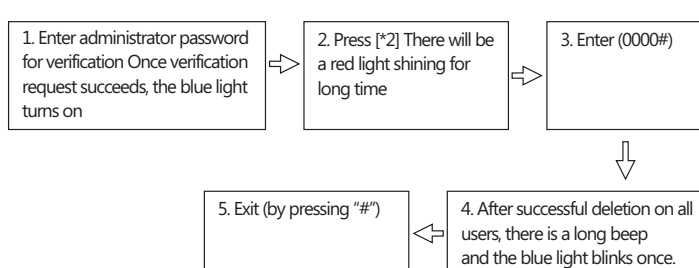 1. Enter administrator password
for verification Once verification
request succeeds, the blue light
turns on
2. Press [*2] There will be
a red light shining for
long time
3. Enter (0000#)
4. After successful deletion on all
users, there is a long beep
and the blue light blinks once.
5. Exit (by pressing “#”)